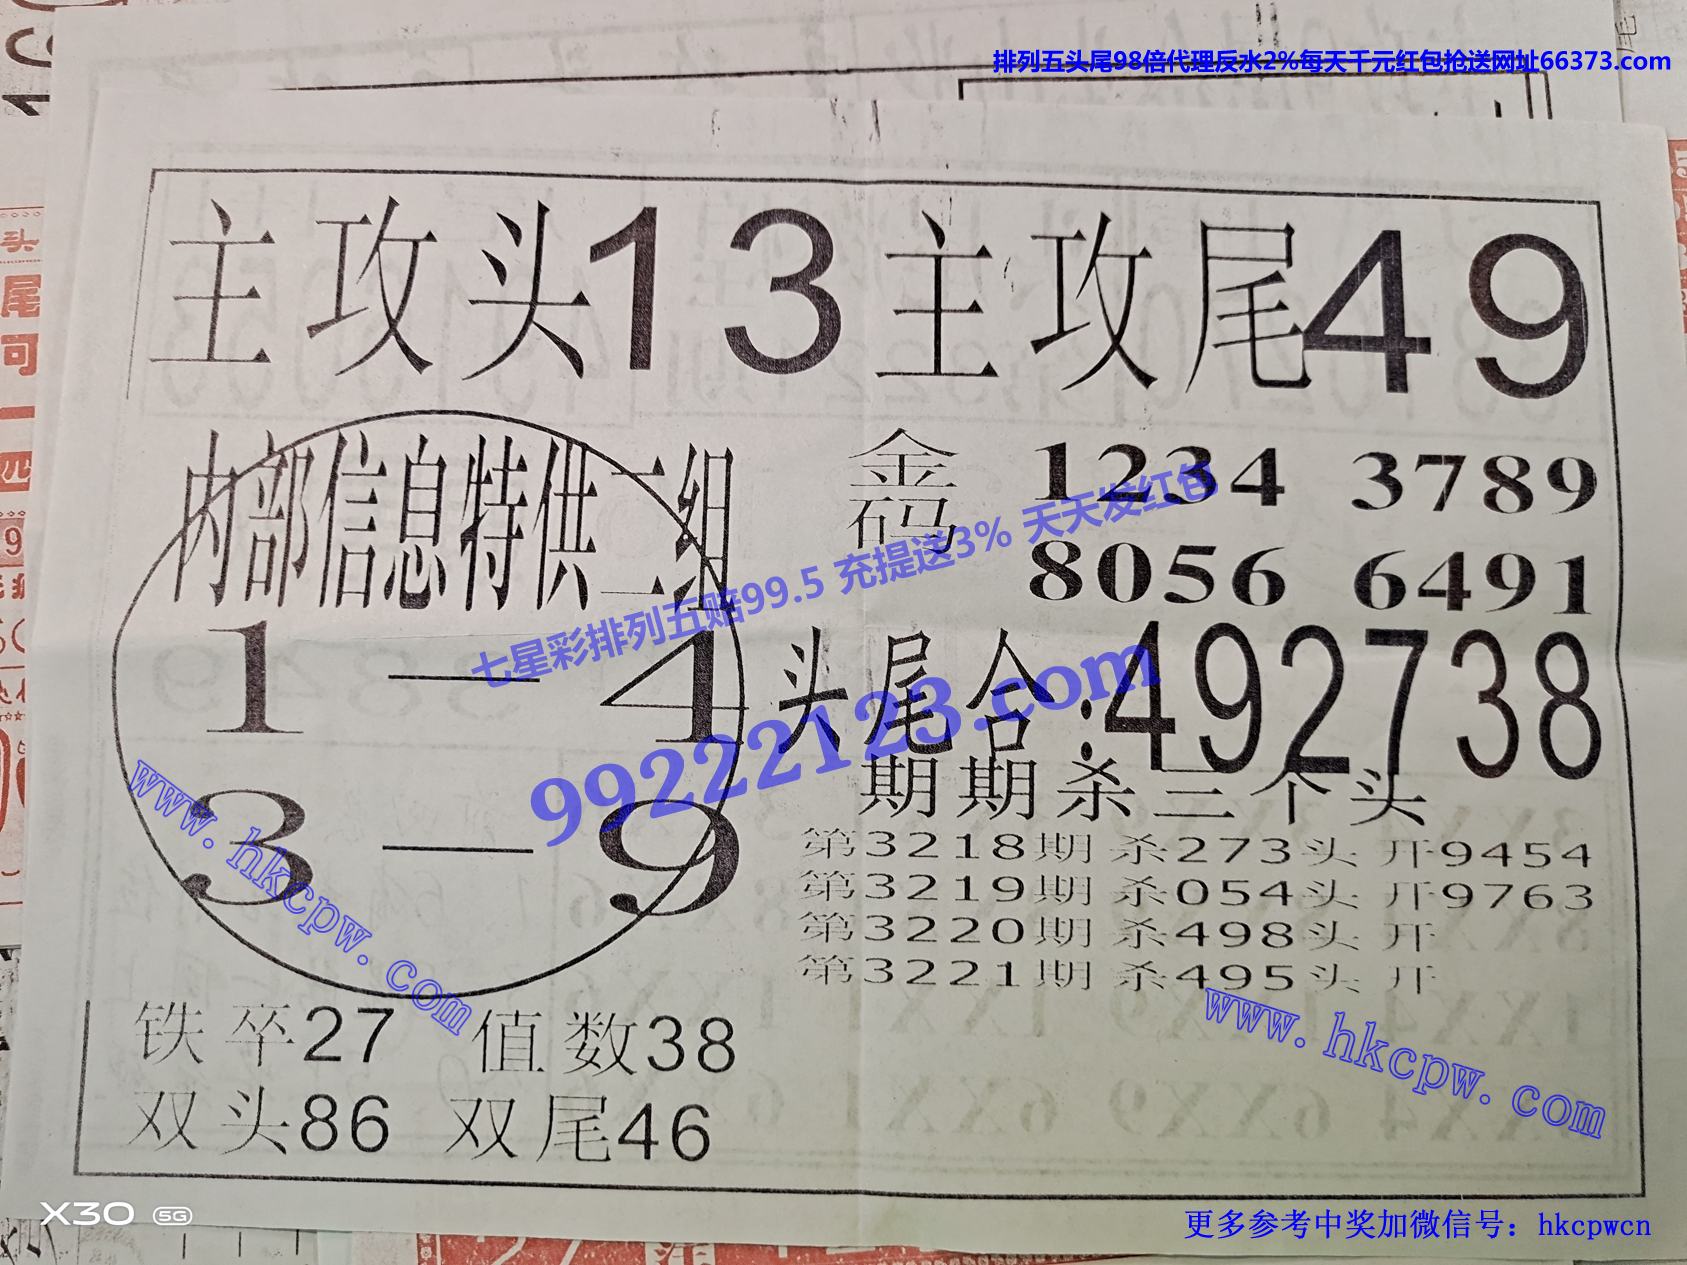 排列五头尾98倍代理反水2%每天千元红包抢送网址66373.com
主攻头13 主攻尾49
内部信息特供二组
1—4
3—9
金码 1234 3789
8056 6491
七星彩排列五赔99.5 充提送3% 天天发红包
99222123.com
头尾合:492738
期期杀三个头
第3218期 杀273头 开9454
第3219期 杀054头 开9763
第3220期 杀498头 开
第3221期 杀495头 开
www.hkcpw.com
www.hkcpw.com
铁卒27 值数38
双头86 双尾46
X30 5G
更多参考中奖加微信号：hkcpwcn